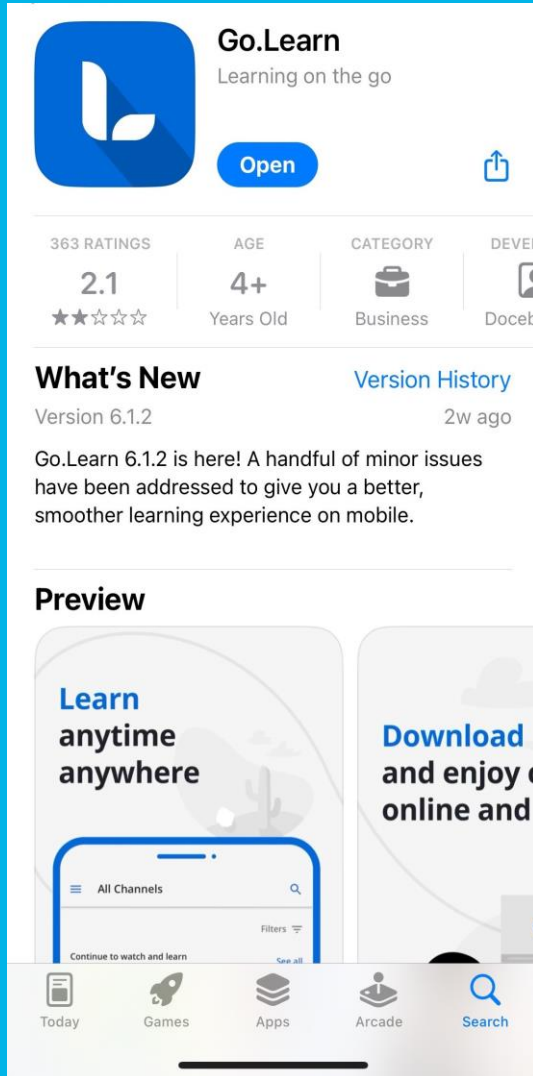 Go.Learn
Learning on the go
Open
363 RATINGS
2.1
AGE
4+
Years Old
CATEGORY
Business
What's New
Version History
Version 6.1.2
2w ago
Go.Learn 6.1.2 is here! A handful of minor issues
have been addressed to give you a better,
smoother learning experience on mobile.
Preview
Learn
anytime
anywhere
All Channels
Filters
Continue to watch and learn
See all
Download
and enjoy
online and
Today
Games
Apps
Arcade
Search